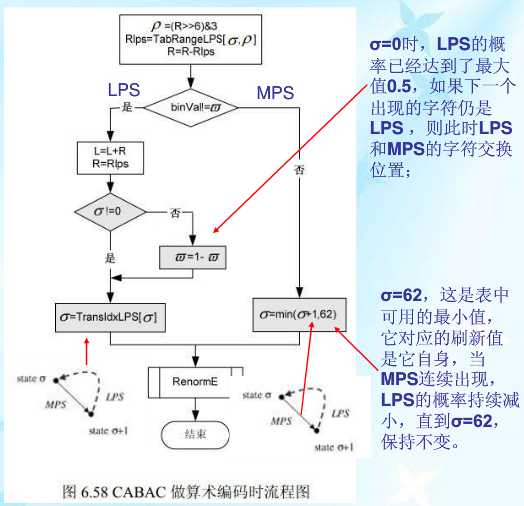 ρ=(R>>6)&3
Rlps=TabRangeLPS[σ,ρ]
R=R-Rlps
LPS
是
binVal!=ϖ
MPS
否
L=L+R
R=Rlps
σ!=0
否
ϖ=1-ϖ
是
σ=TransIdxLPS[σ]
σ=min(σ+1,62)
RenormE
结束
state σ
MPS
LPS
state σ+1
state σ
MPS
LPS
state σ+1
图 6.58 CABAC 做算术编码时流程图
σ=0时，LPS的概
率已经达到了最大
值0.5，如果下一个
出现的字符仍是
LPS ，则此时LPS
和MPS的字符交换
位置；
σ=62，这是表中
可用的最小值，
它对应的刷新值
是它自身，当
MPS连续出现，
LPS的概率持续减
小，直到σ=62，
保持不变。